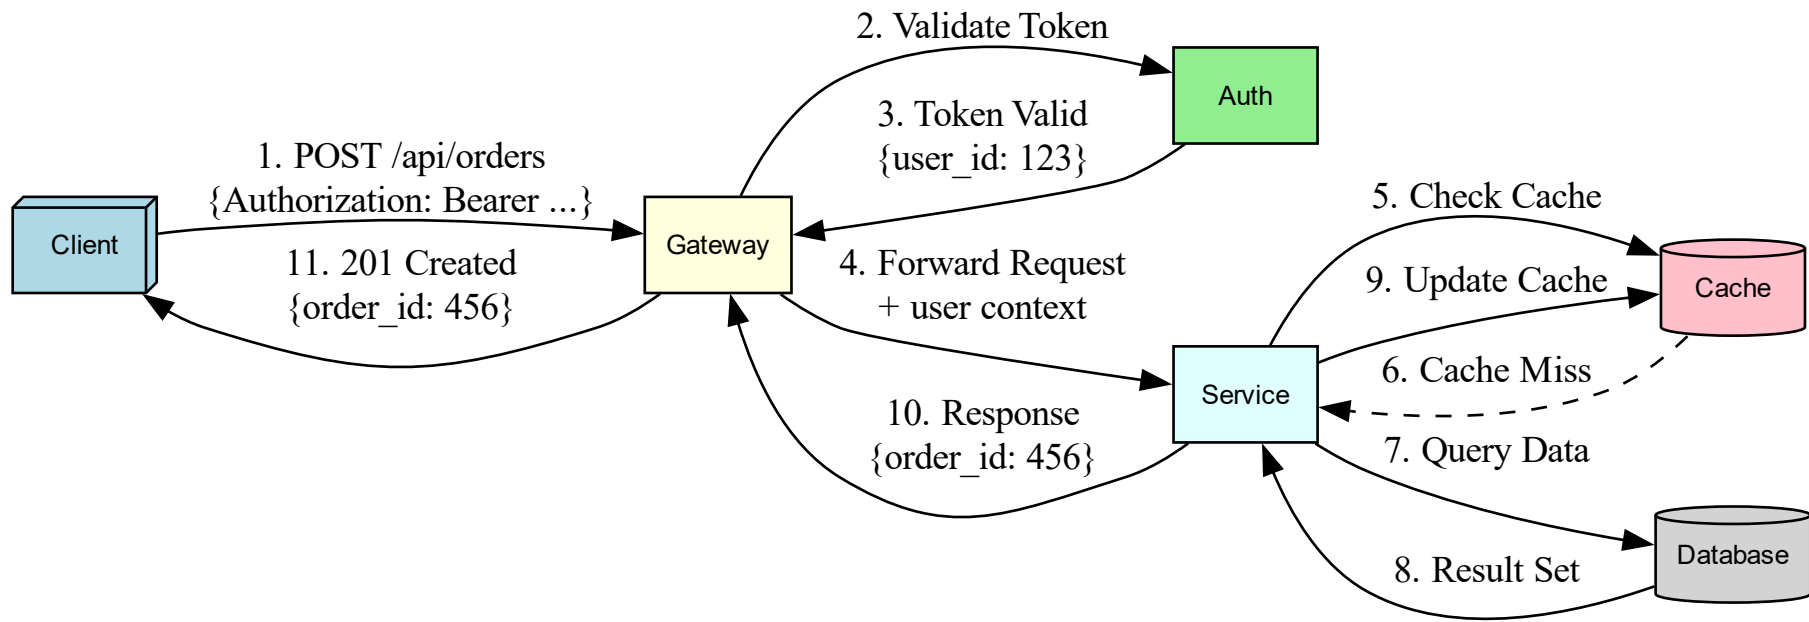 2. Validate Token
Auth
3. Token Valid
{user_id: 123}
1. POST /api/orders
{Authorization: Bearer ...}
Client
Gateway
11. 201 Created
{order_id: 456}
4. Forward Request
+ user context
5. Check Cache
9. Update Cache
Cache
6. Cache Miss
Service
10. Response
{order_id: 456}
7. Query Data
Database
8. Result Set